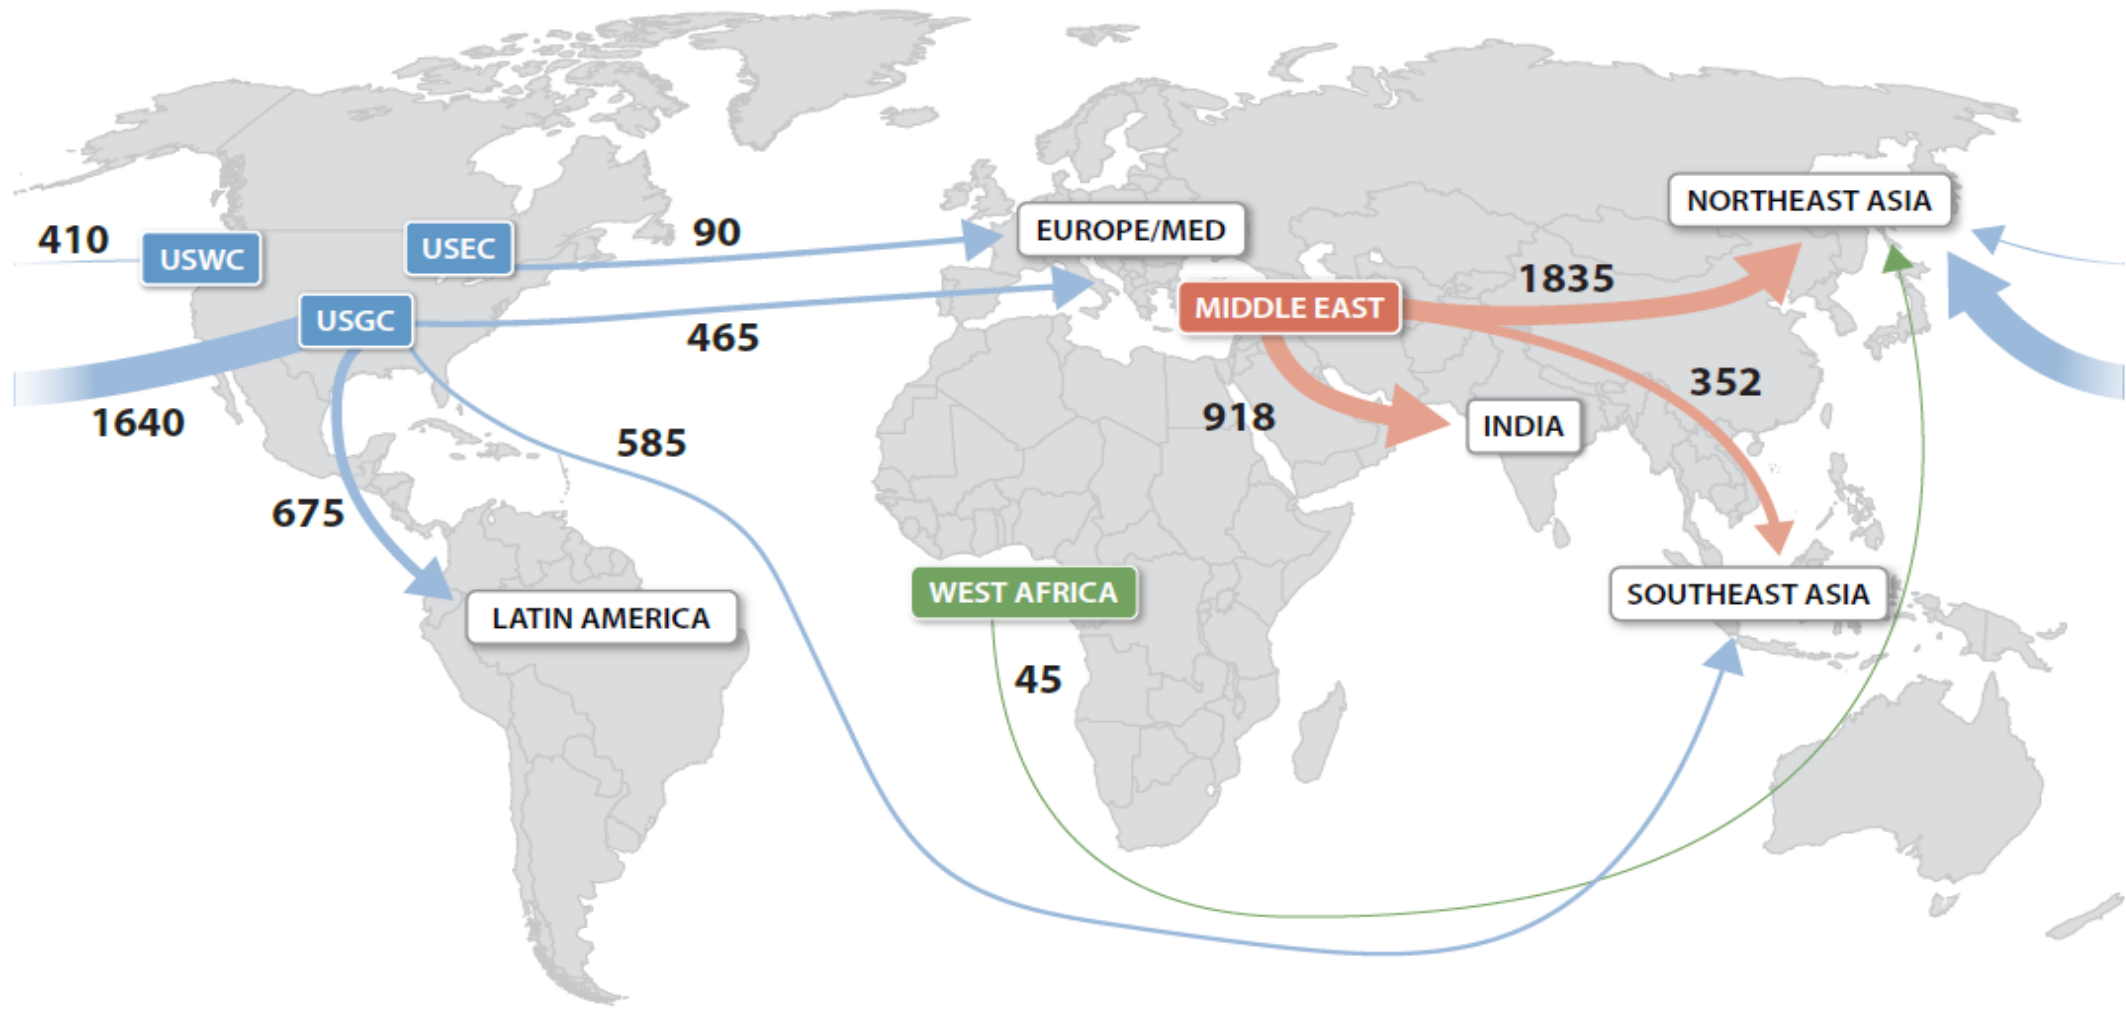 NORTHEAST ASIA
90
EUROPE/MED
410
USWC
USEC
1835
MIDDLE EAST
USGC
465
352
1640
918
INDIA
585
675
WEST AFRICA
SOUTHEAST ASIA
LATIN AMERICA
45